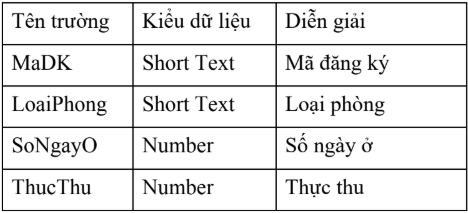 Tên trường Kiểu dữ liệu Diễn giải
MaDK Short Text Mã đăng ký
LoaiPhong Short Text Loại phòng
SoNgayO Number Số ngày ở
ThucThu Number Thực thu